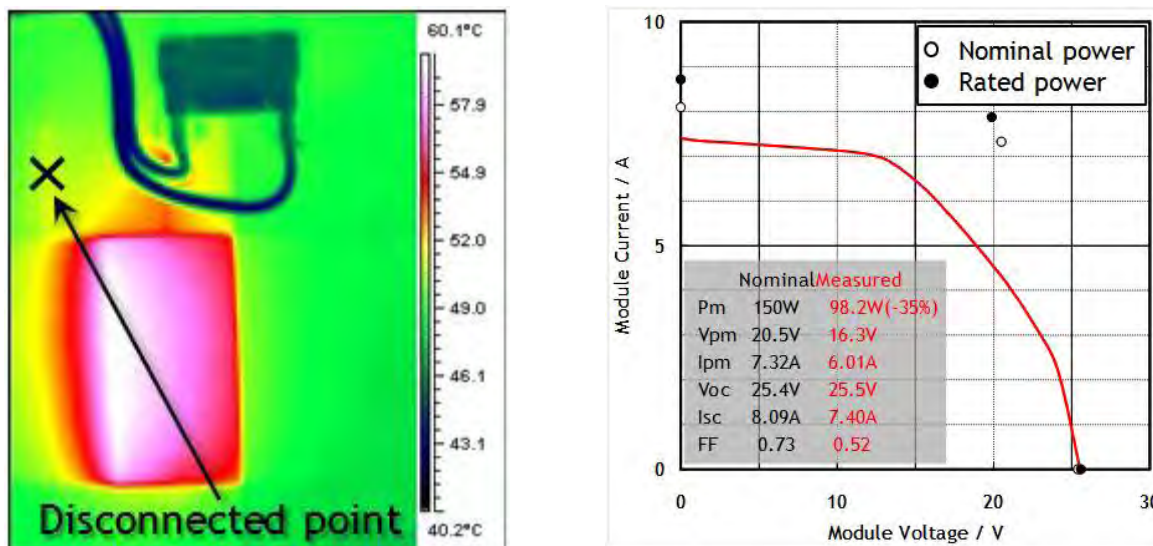 60.1°C
57.9
54.9
52.0
49.0
46.1
43.1
40.2°C
Disconnected point
10
5
0
0
10
20
30
Module Current / A
Module Voltage / V
Nominal power
Rated power
Nominal Measured
Pm 150W 98.2W(-35%)
Vpm 20.5V 16.3V
Ipm 7.32A 6.01A
Voc 25.4V 25.5V
Isc 8.09A 7.40A
FF 0.73 0.52